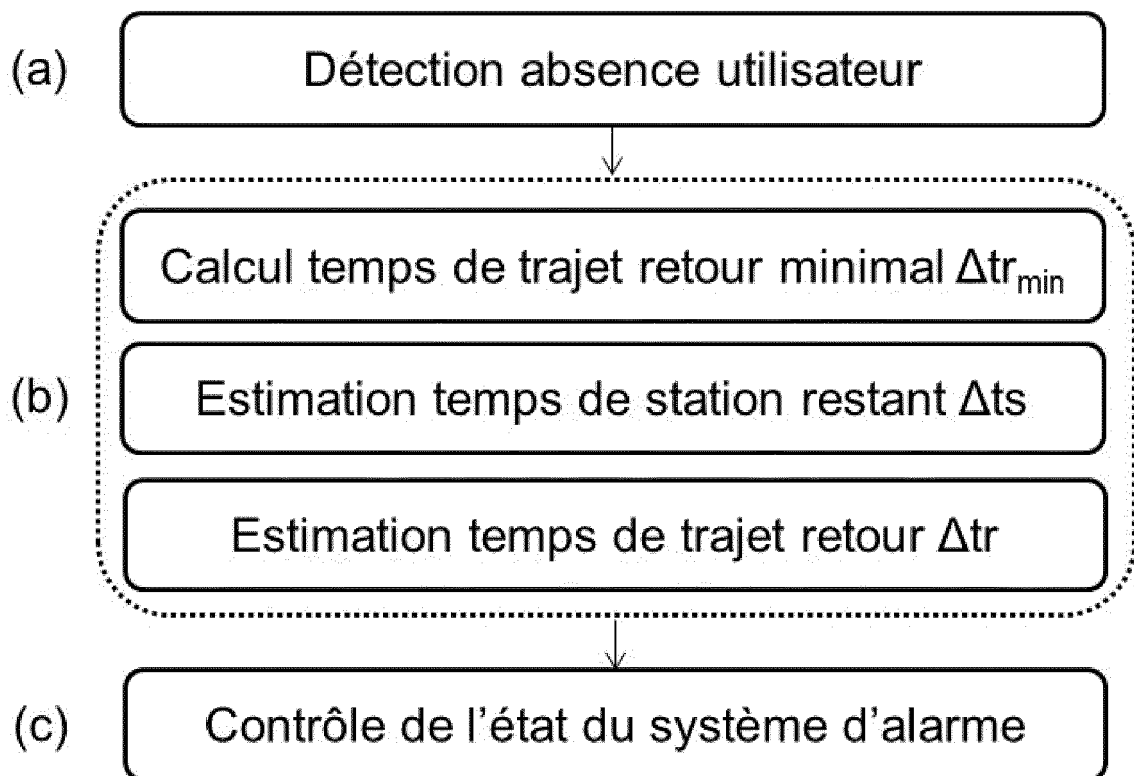 (a) Détection absence utilisateur
Calcul temps de trajet retour minimal Δtrmin
(b) Estimation temps de station restant Δts
Estimation temps de trajet retour Δtr
(c) Contrôle de l'état du système d'alarme